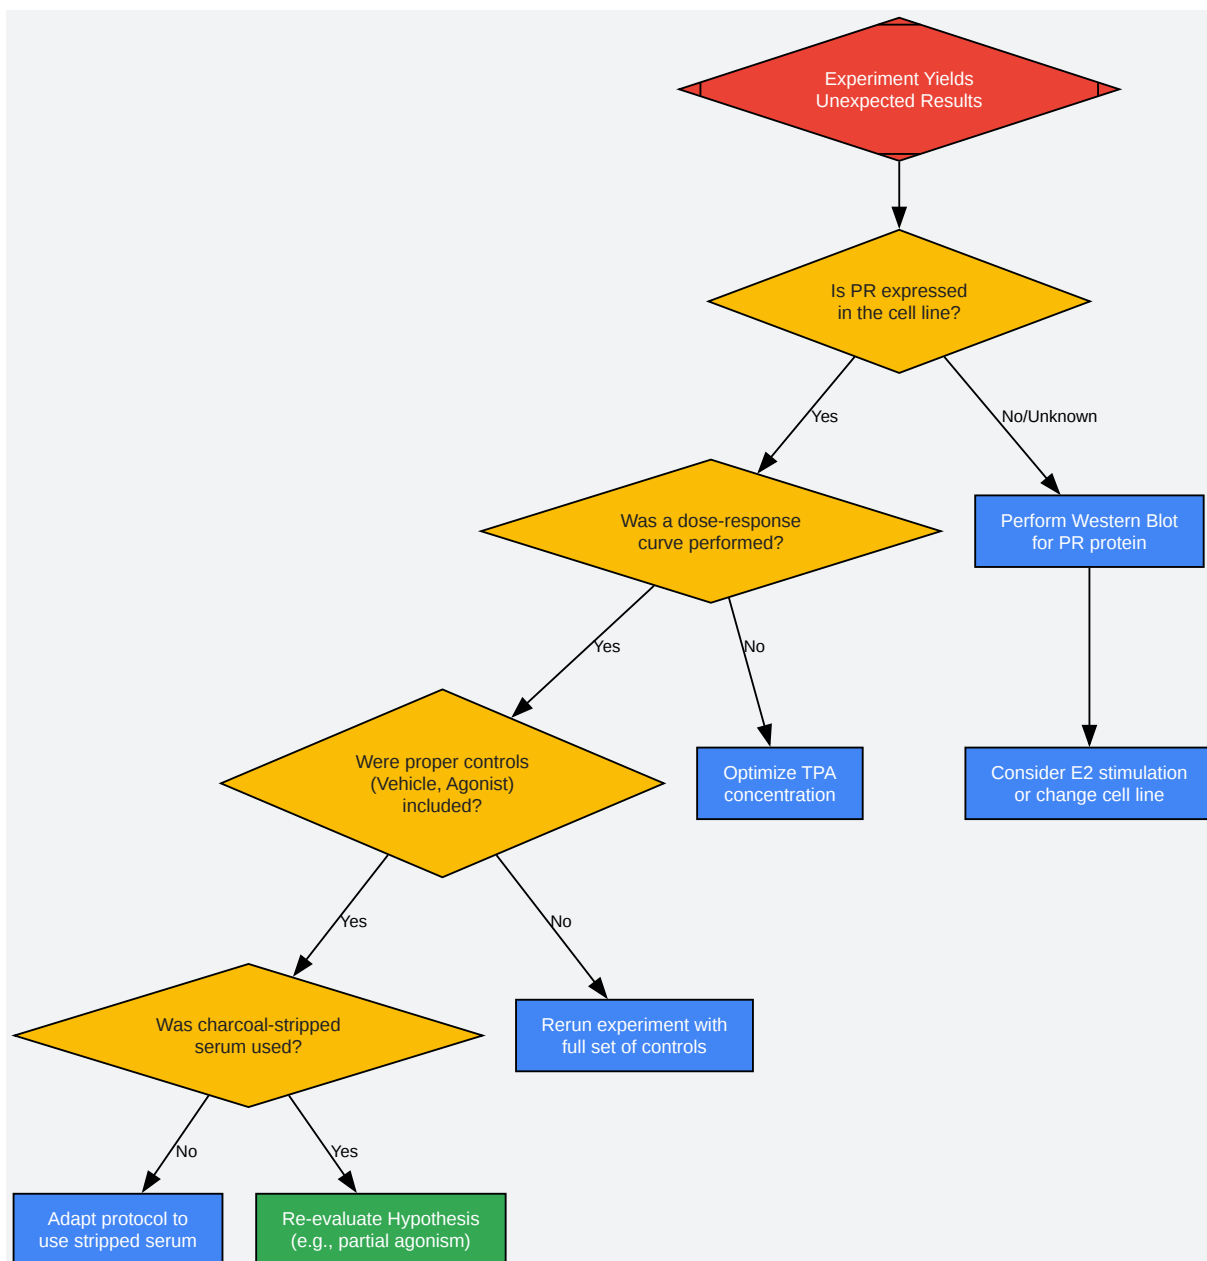 Experiment Yields
Unexpected Results
Is PR expressed
in the cell line?
Yes
No/Unknown
Was a dose-response
curve performed?
Perform Western Blot
for PR protein
Yes
No
Were proper controls
(Vehicle, Agonist)
included?
Optimize TPA
concentration
Consider E2 stimulation
or change cell line
Yes
No
Was charcoal-stripped
serum used?
Rerun experiment with
full set of controls
No
Yes
Adapt protocol to
use stripped serum
Re-evaluate Hypothesis
(e.g., partial agonism)